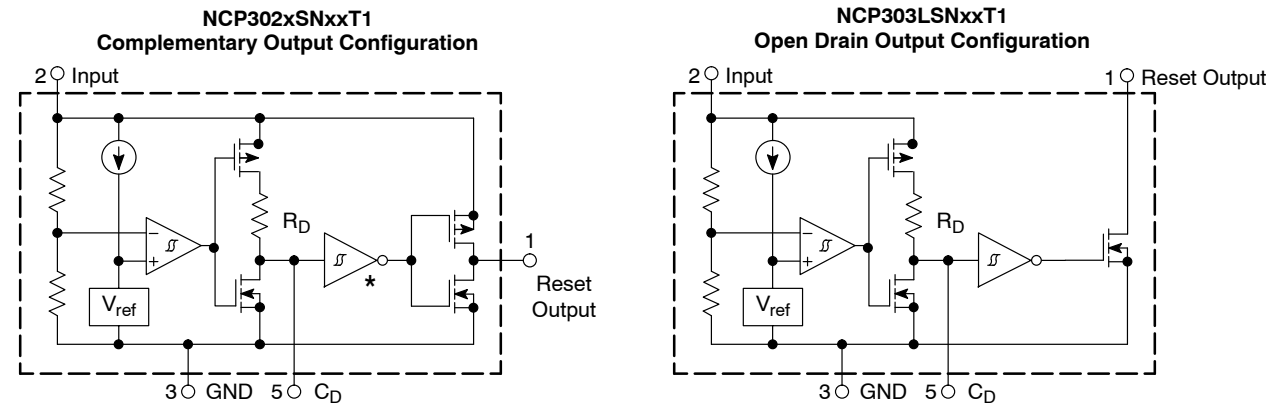 NCP302xSNxxT1
Complementary Output Configuration
2 Input
RD
−
+
Vref
*
1
Reset
Output
3 GND 5 CD
NCP303LSNxxT1
Open Drain Output Configuration
2 Input
1 Reset Output
RD
−
+
Vref
3 GND 5 CD